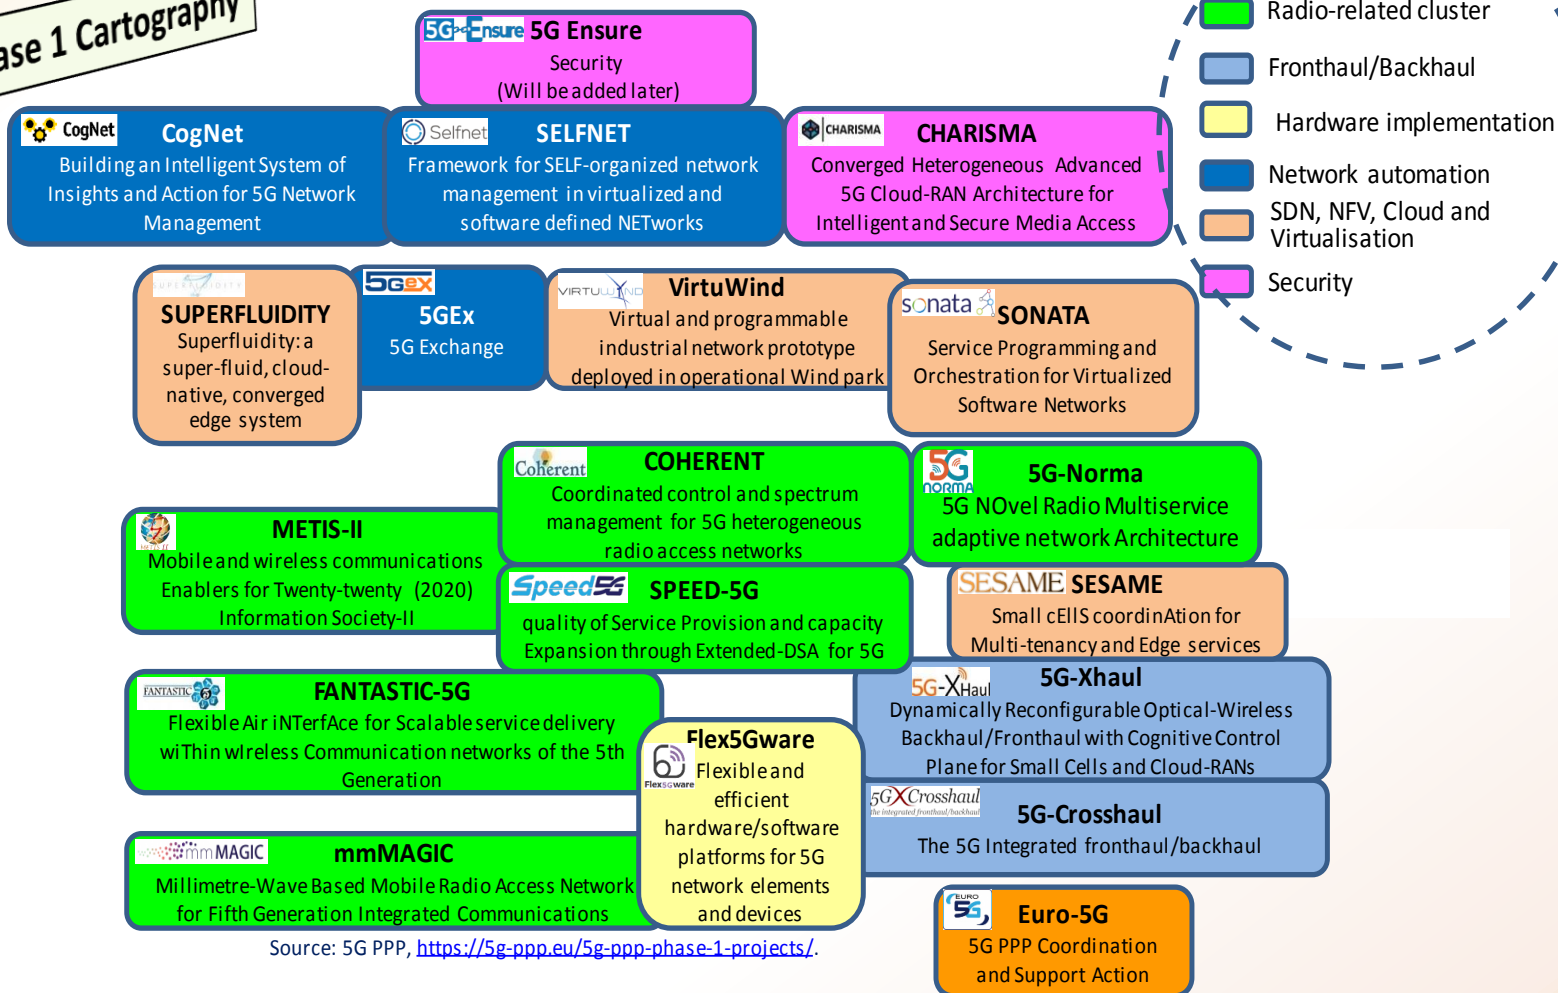 ase 1 Cartography
5G Ensure 5G Ensure
Security
(Will be added later)
CogNet CogNet
Building an Intelligent System of
Insights and Action for 5G Network
Management
Selfnet SELFNET
Framework for SELF-organized network
management in virtualized and
software defined NETworks
CHARISMA CHARISMA
Converged Heterogeneous Advanced
5G Cloud-RAN Architecture for
Intelligent and Secure Media Access
Radio-related cluster
Fronthaul/Backhaul
Hardware implementation
Network automation
SDN, NFV, Cloud and
Virtualisation
Security
SUPERFLUIDITY
SUPERFLUIDITY
Superfluidity: a
super-fluid, cloud-
native, converged
edge system
5GEX
5GEx
5G Exchange
VIRTUWIND VirtuWind
Virtual and programmable
industrial network prototype
deployed in operational Wind park
sonata SONATA
Service Programming and
Orchestration for Virtualized
Software Networks
Coherent COHERENT
Coordinated control and spectrum
management for 5G heterogeneous
radio access networks
5G NORMA 5G-Norma
5G NOvel Radio Multiservice
adaptive network Architecture
METIS II METIS-II
Mobile and wireless communications
Enablers for Twenty-twenty (2020)
Information Society-II
Speed5G SPEED-5G
quality of Service Provision and capacity
Expansion through Extended-DSA for 5G
SESAME SESAME
Small cEllS coordinAtion for
Multi-tenancy and Edge services
FANTASTIC 5G FANTASTIC-5G
Flexible Air iNTerfAce for Scalable service delivery
wiThin wIreless Communication networks of the 5th
Generation
5G-XHaul 5G-Xhaul
Dynamically Reconfigurable Optical-Wireless
Backhaul/Fronthaul with Cognitive Control
Plane for Small Cells and Cloud-RANs
Flex5Gware
Flex5Gware
Flexible and
efficient
hardware/software
platforms for 5G
network elements
and devices
5GXCrosshaul
the integrated fronthaul/backhaul
5G-Crosshaul
The 5G Integrated fronthaul/backhaul
mmMAGIC mmMAGIC
Millimetre-Wave Based Mobile Radio Access Network
for Fifth Generation Integrated Communications
EURO 5G Euro-5G
5G PPP Coordination
and Support Action
Source: 5G PPP, https://5g-ppp.eu/5g-ppp-phase-1-projects/.